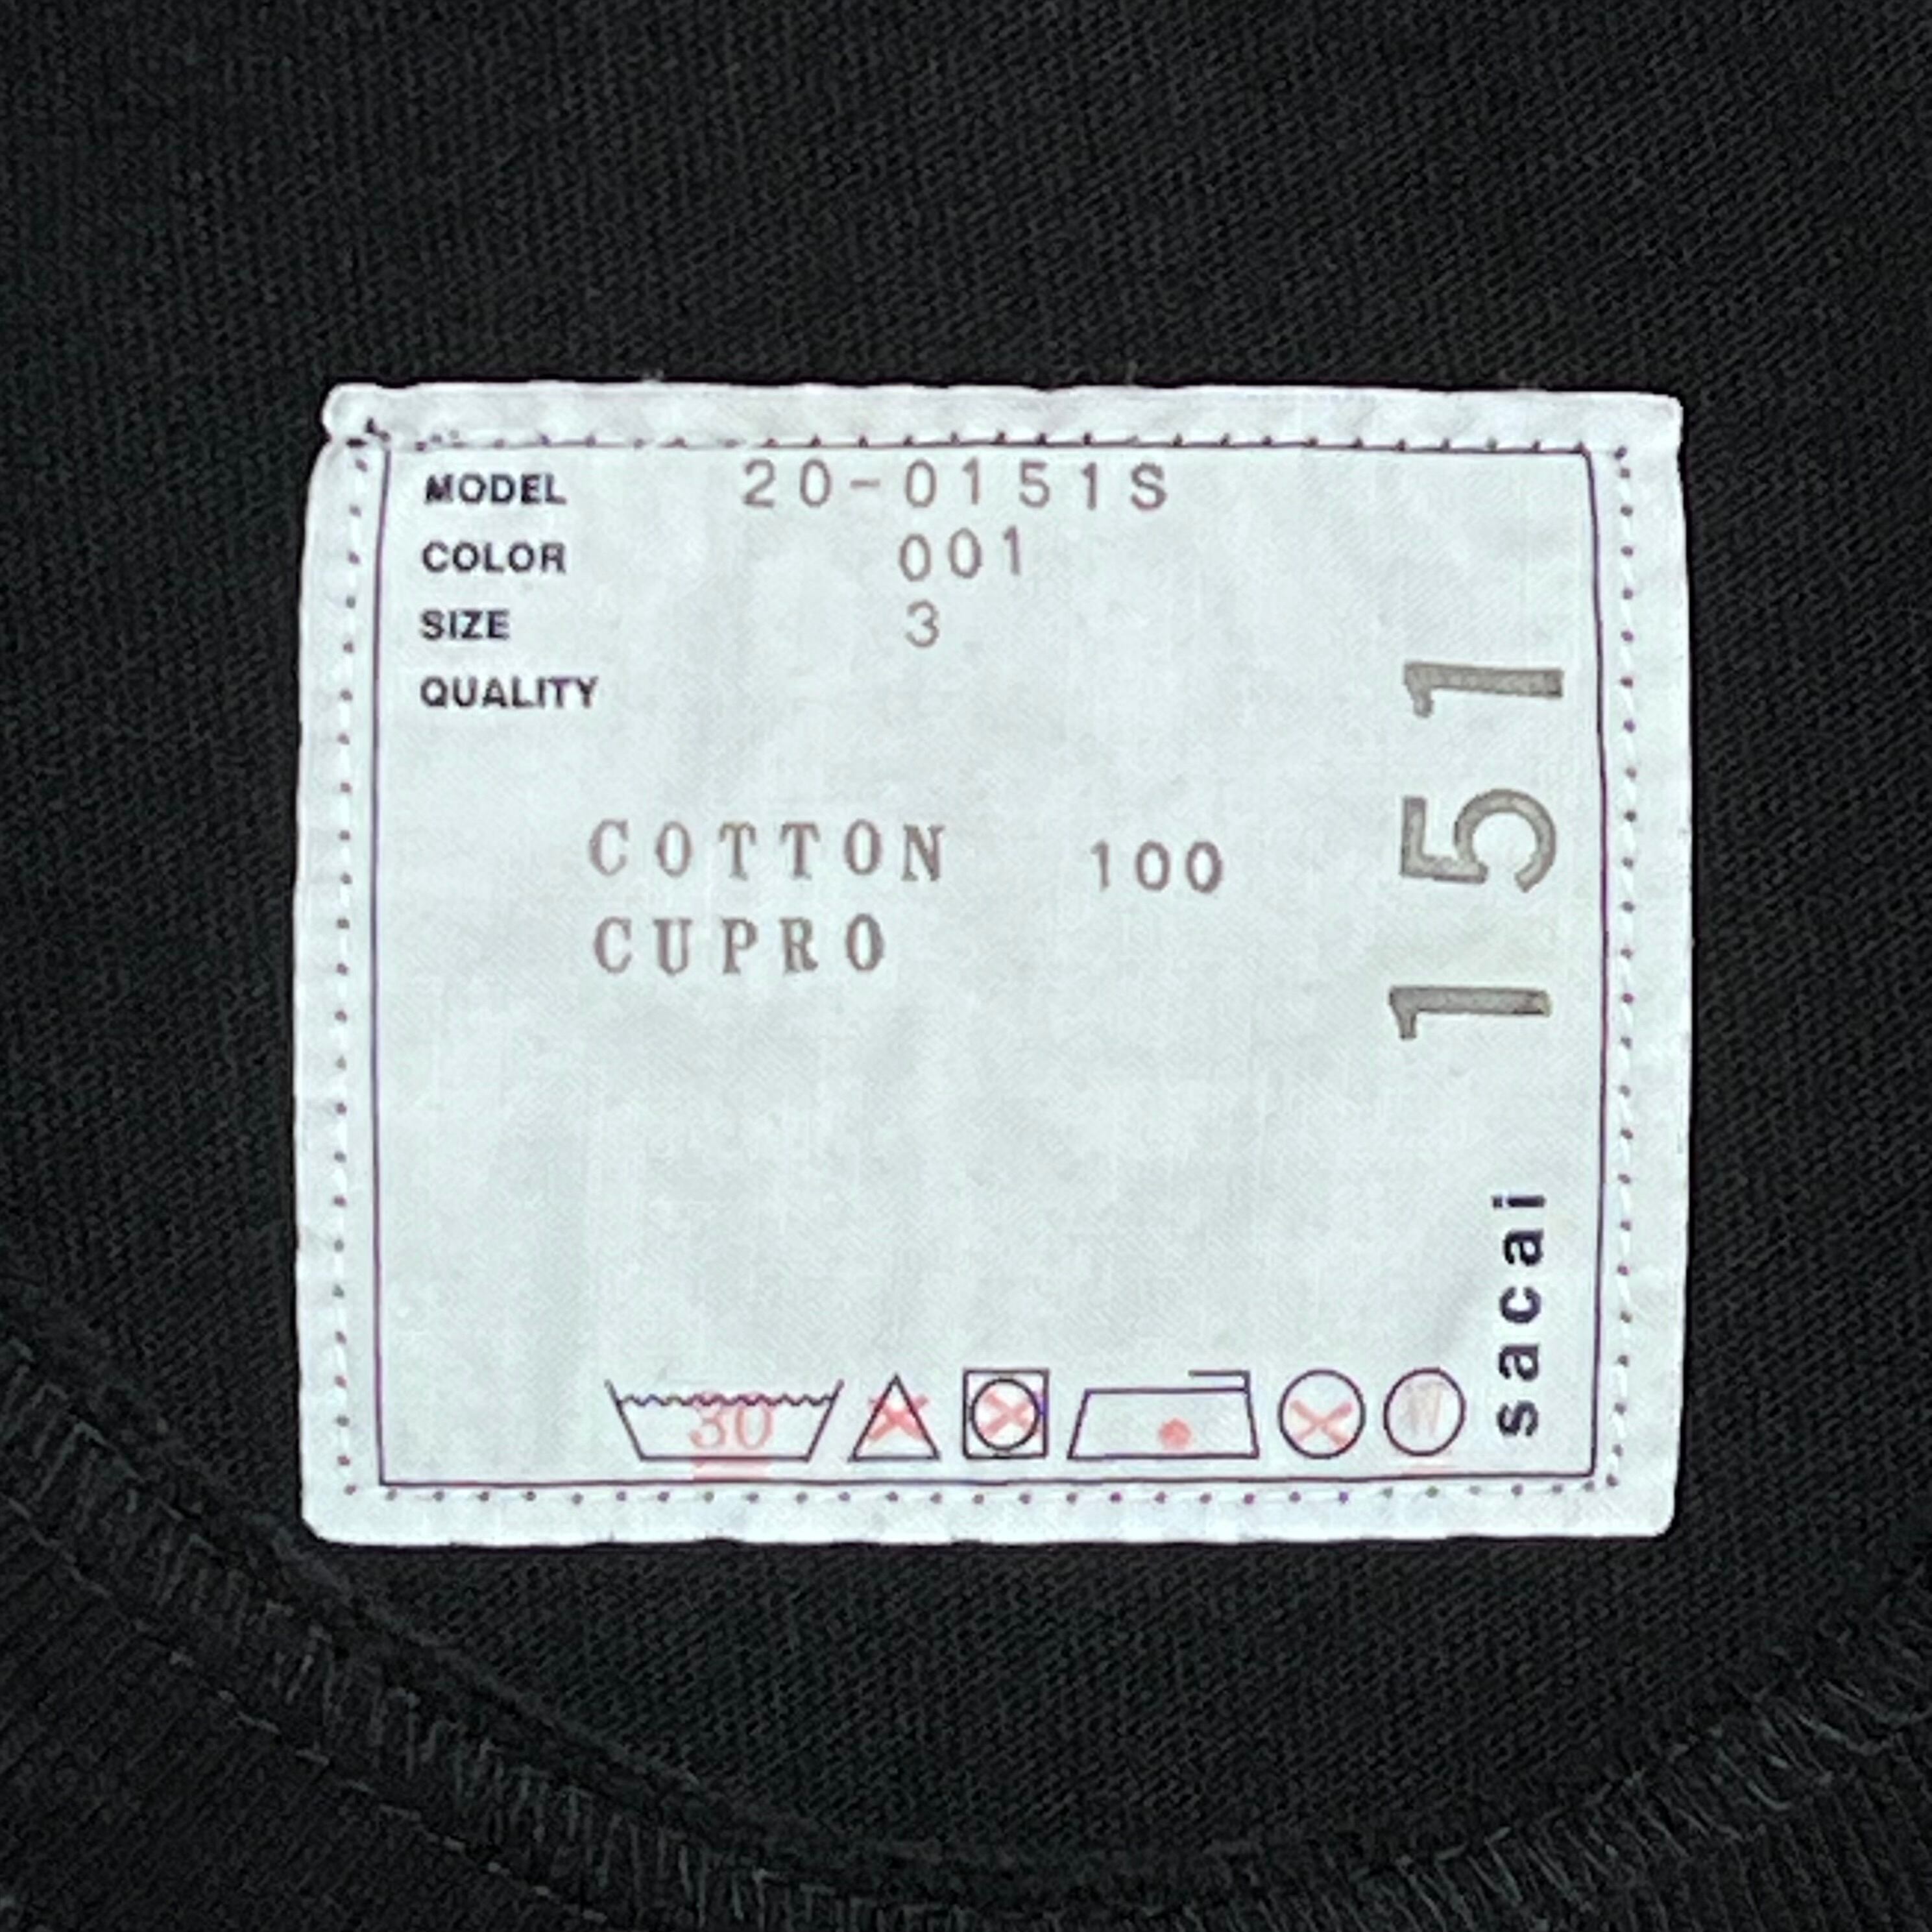 MODEL 20-0151S
COLOR 001
SIZE 3
QUALITY
COTTON 100
CUPRO
151
sacai
30